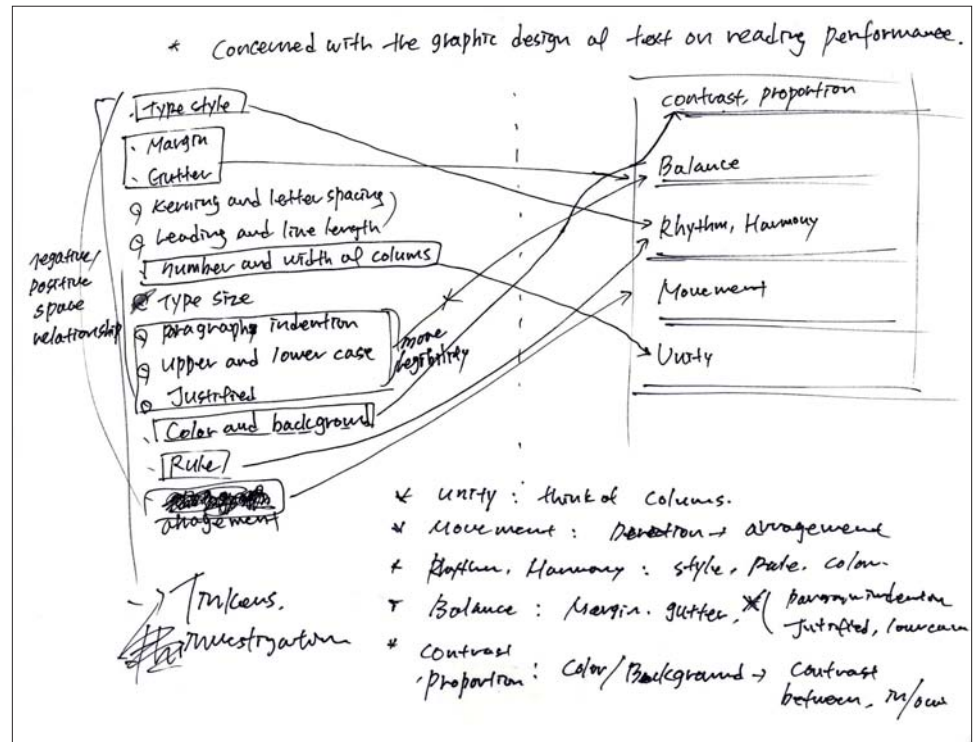 * Concerned with the graphic design of text on reading performance.
Type style
Margin
Gutter
Kerning and letter spacing
Leading and line length
number and width of colums
Type size
paragraph indention
upper and lower case
Justified
Color and background
Rule
arragement
negative/
positive
space
relationship
more
legibility
contrast, proportion
Balance
Rhythm, Harmony
Movement
Unity
* unity : think of colums.
* Movement : Direction → arragement
* Rhythm, Harmony : style, Rule. color.
* Balance : Margin. gutter, * ( paragraph indention
Justified, lowercase
* contrast
proportion : Color/Background → contrast
between, in/out
→ Tinkers.
investigation